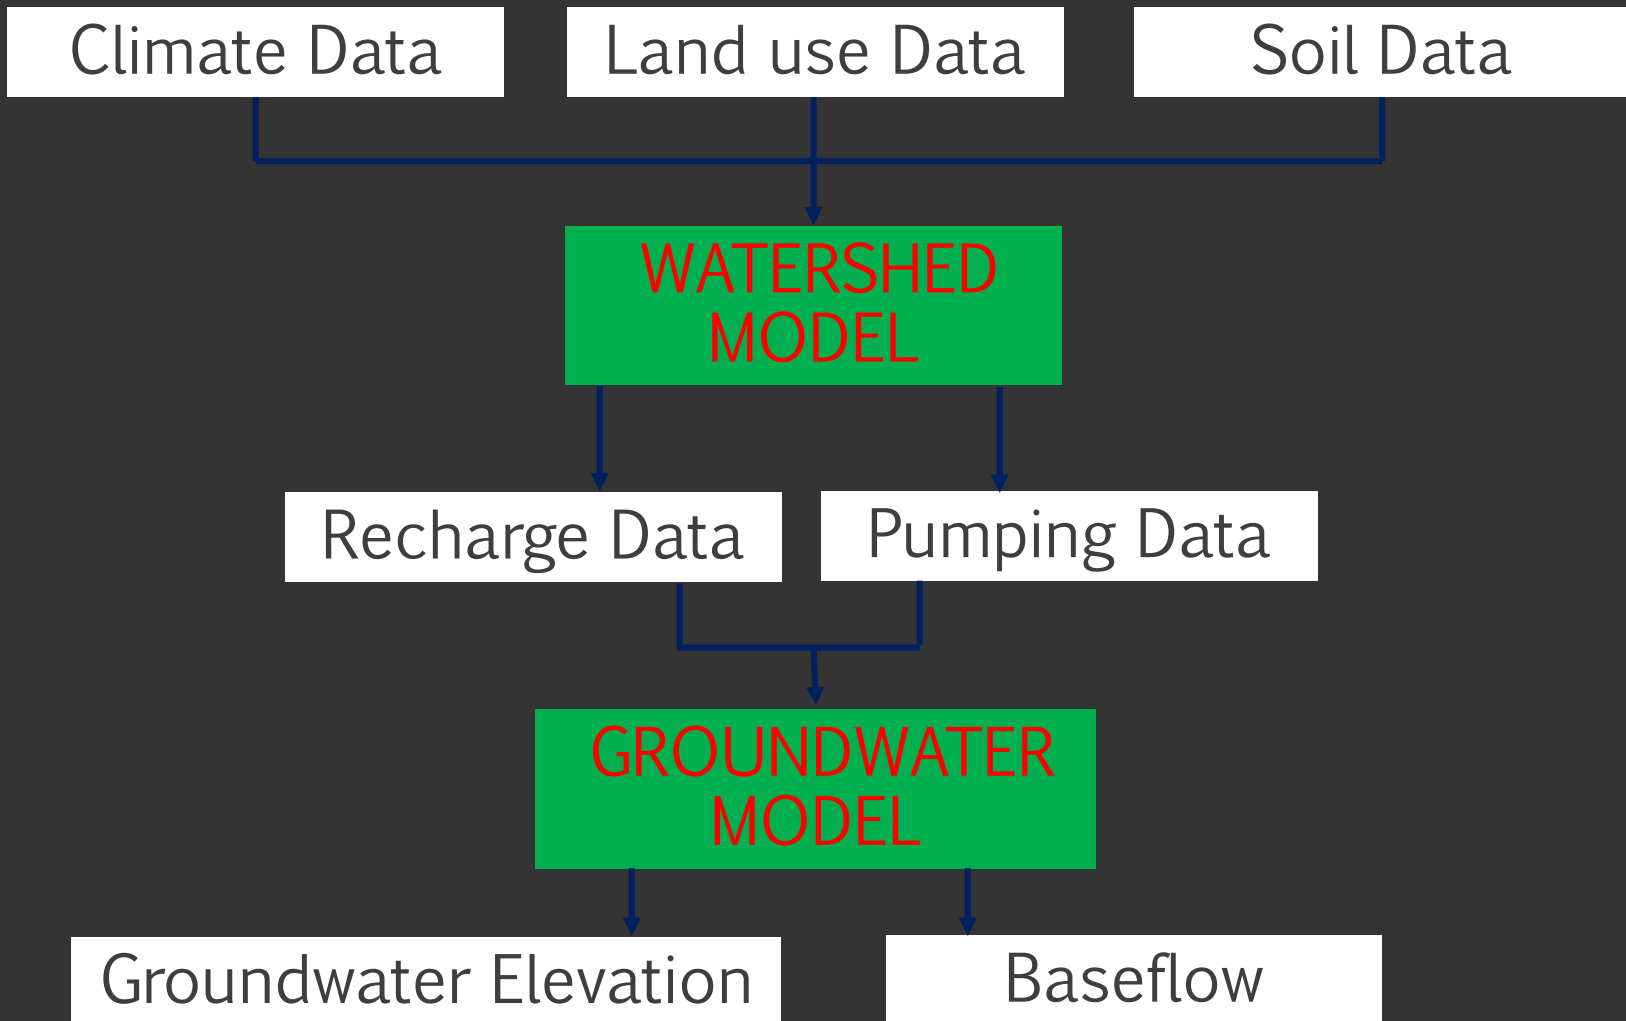 Climate Data
Land use Data
Soil Data
WATERSHED
MODEL
Recharge Data
Pumping Data
GROUNDWATER
MODEL
Groundwater Elevation
Baseflow